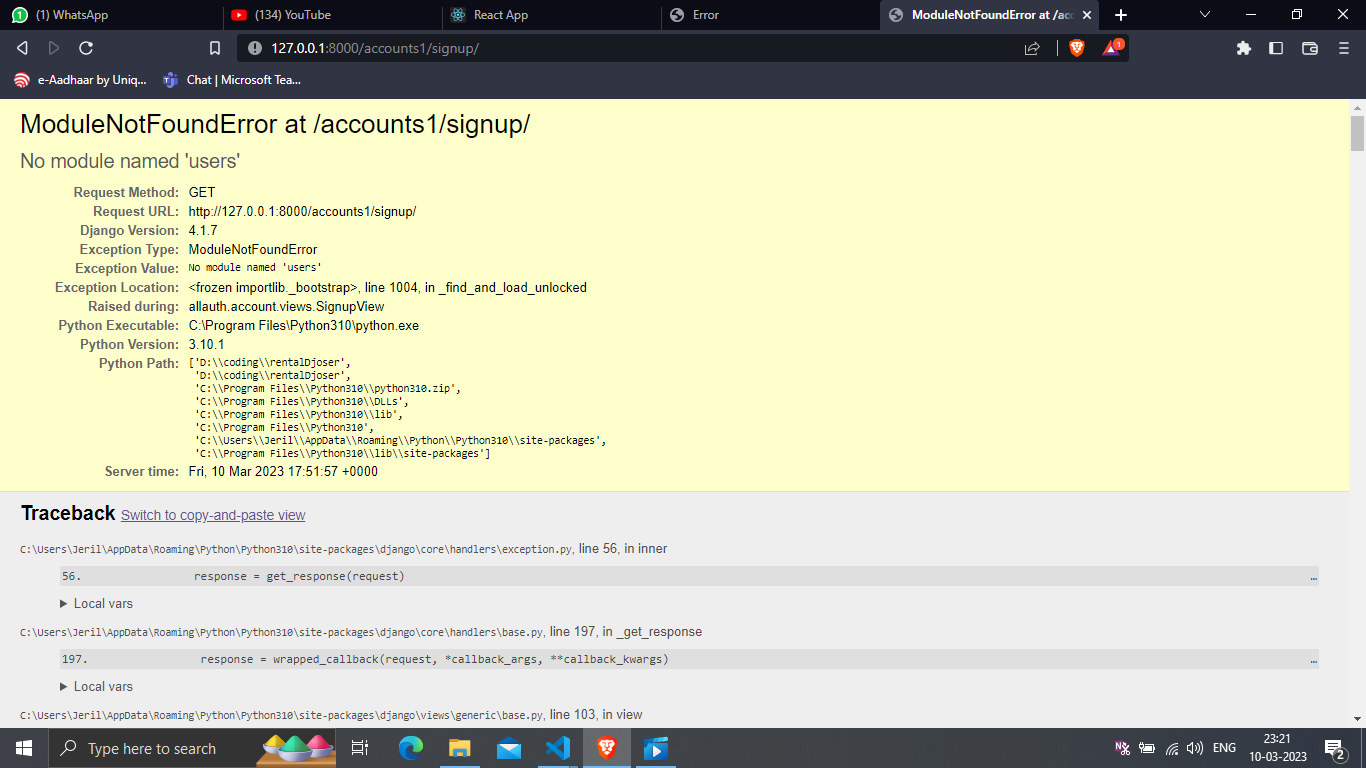 (1) WhatsApp
(134) YouTube
React App
Error
ModuleNotFoundError at /acc
127.0.0.1:8000/accounts1/signup/
1
e-Aadhaar by Uniq...
Chat | Microsoft Tea...
ModuleNotFoundError at /accounts1/signup/
No module named 'users'
Request Method: GET
Request URL: http://127.0.0.1:8000/accounts1/signup/
Django Version: 4.1.7
Exception Type: ModuleNotFoundError
Exception Value: No module named 'users'
Exception Location: <frozen importlib._bootstrap>, line 1004, in _find_and_load_unlocked
Raised during: allauth.account.views.SignupView
Python Executable: C:\Program Files\Python310\python.exe
Python Version: 3.10.1
Python Path: ['D:\\coding\\rentalDjoser',
'D:\\coding\\rentalDjoser',
'C:\\Program Files\\Python310\\python310.zip',
'C:\\Program Files\\Python310\\DLLs',
'C:\\Program Files\\Python310\\lib',
'C:\\Program Files\\Python310',
'C:\\Users\\Jeril\\AppData\\Roaming\\Python\\Python310\\site-packages',
'C:\\Program Files\\Python310\\lib\\site-packages']
Server time: Fri, 10 Mar 2023 17:51:57 +0000
Traceback Switch to copy-and-paste view
C:\Users\Jeril\AppData\Roaming\Python\Python310\site-packages\django\core\handlers\exception.py, line 56, in inner
56. response = get_response(request) …
Local vars
C:\Users\Jeril\AppData\Roaming\Python\Python310\site-packages\django\core\handlers\base.py, line 197, in _get_response
197. response = wrapped_callback(request, *callback_args, **callback_kwargs) …
Local vars
C:\Users\Jeril\AppData\Roaming\Python\Python310\site-packages\django\views\generic\base.py, line 103, in view
Type here to search
ENG
23:21
10-03-2023
2